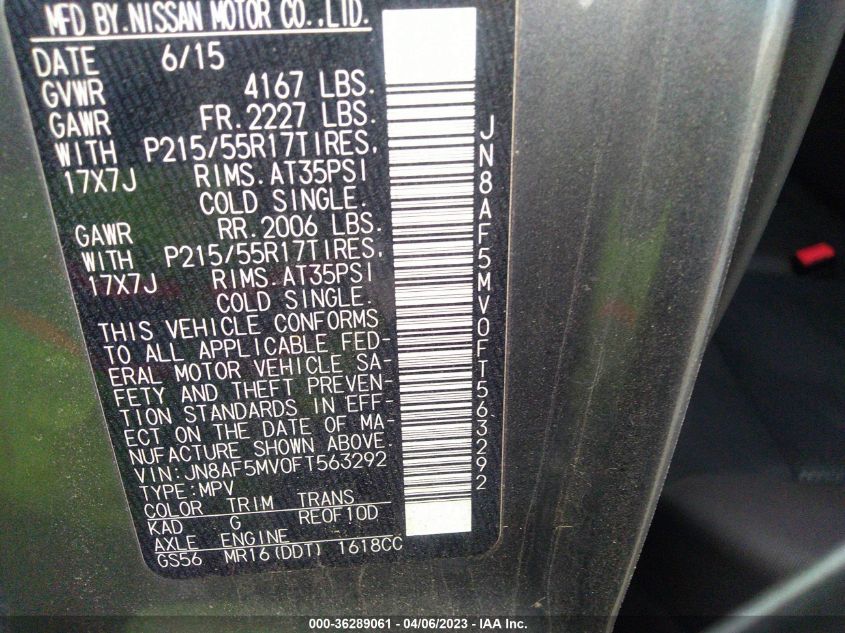 MFD BY.NISSAN MOTOR CO.,LTD.
DATE 6/15
GVWR 4167 LBS.
GAWR FR.2227 LBS.
WITH P215/55R17TIRES,
17X7J RIMS.AT35PSI
COLD SINGLE.
GAWR RR.2006 LBS.
WITH P215/55R17TIRES,
17X7J RIMS.AT35PSI
COLD SINGLE.
THIS VEHICLE CONFORMS
TO ALL APPLICABLE FED-
ERAL MOTOR VEHICLE SA-
FETY AND THEFT PREVEN-
TION STANDARDS IN EFF-
ECT ON THE DATE OF MA-
NUFACTURE SHOWN ABOVE.
VIN:JN8AF5MV0FT563292
TYPE:MPV
COLOR TRIM TRANS
KAD G RE0F10D
AXLE ENGINE
GS56 MR16(DDT) 1618CC
JN8AF5MV0FT563292
000-36289061 - 04/06/2023 - IAA Inc.